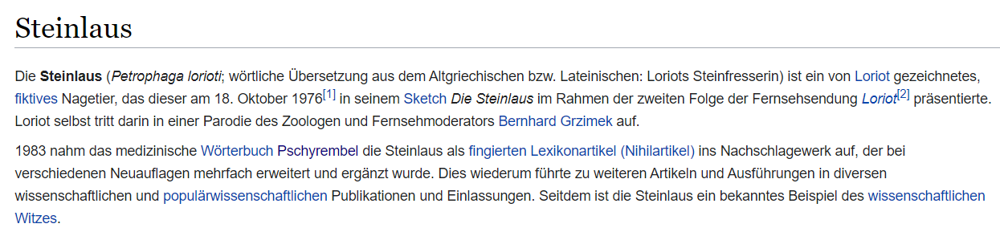 Steinlaus
Die Steinlaus (Petrophaga lorioti; wörtliche Übersetzung aus dem Altgriechischen bzw. Lateinischen: Loriots Steinfresserin) ist ein von Loriot gezeichnetes,
fiktives Nagetier, das dieser am 18. Oktober 1976[1] in seinem Sketch Die Steinlaus im Rahmen der zweiten Folge der Fernsehsendung Loriot[2] präsentierte.
Loriot selbst tritt darin in einer Parodie des Zoologen und Fernsehmoderators Bernhard Grzimek auf.
1983 nahm das medizinische Wörterbuch Pschyrembel die Steinlaus als fingierten Lexikonartikel (Nihilartikel) ins Nachschlagewerk auf, der bei
verschiedenen Neuauflagen mehrfach erweitert und ergänzt wurde. Dies wiederum führte zu weiteren Artikeln und Ausführungen in diversen
wissenschaftlichen und populärwissenschaftlichen Publikationen und Einlassungen. Seitdem ist die Steinlaus ein bekanntes Beispiel des wissenschaftlichen
Witzes.